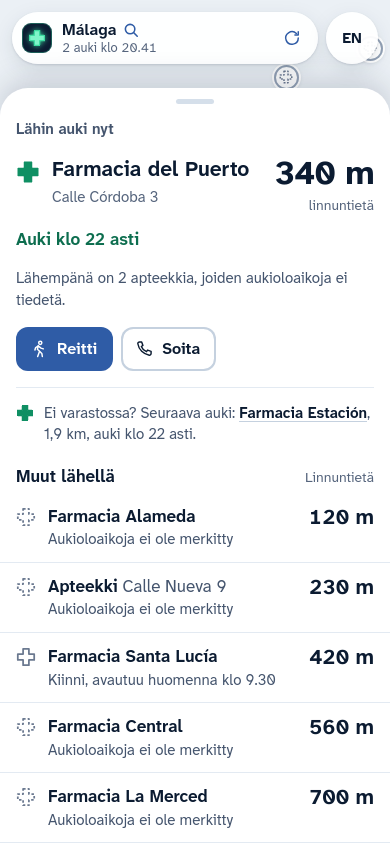 Málaga
2 auki klo 20.41
EN
Lähin auki nyt
Farmacia del Puerto
340 m
Calle Córdoba 3
linnuntietä
Auki klo 22 asti
Lähempänä on 2 apteekkia, joiden aukioloaikoja ei
tiedetä.
Reitti
Soita
Ei varastossa? Seuraava auki: Farmacia Estación,
1,9 km, auki klo 22 asti.
Muut lähellä
Linnuntietä
Farmacia Alameda
120 m
Aukioloaikoja ei ole merkitty
Apteekki Calle Nueva 9
230 m
Aukioloaikoja ei ole merkitty
Farmacia Santa Lucía
420 m
Kiinni, avautuu huomenna klo 9.30
Farmacia Central
560 m
Aukioloaikoja ei ole merkitty
Farmacia La Merced
700 m
Aukioloaikoja ei ole merkitty